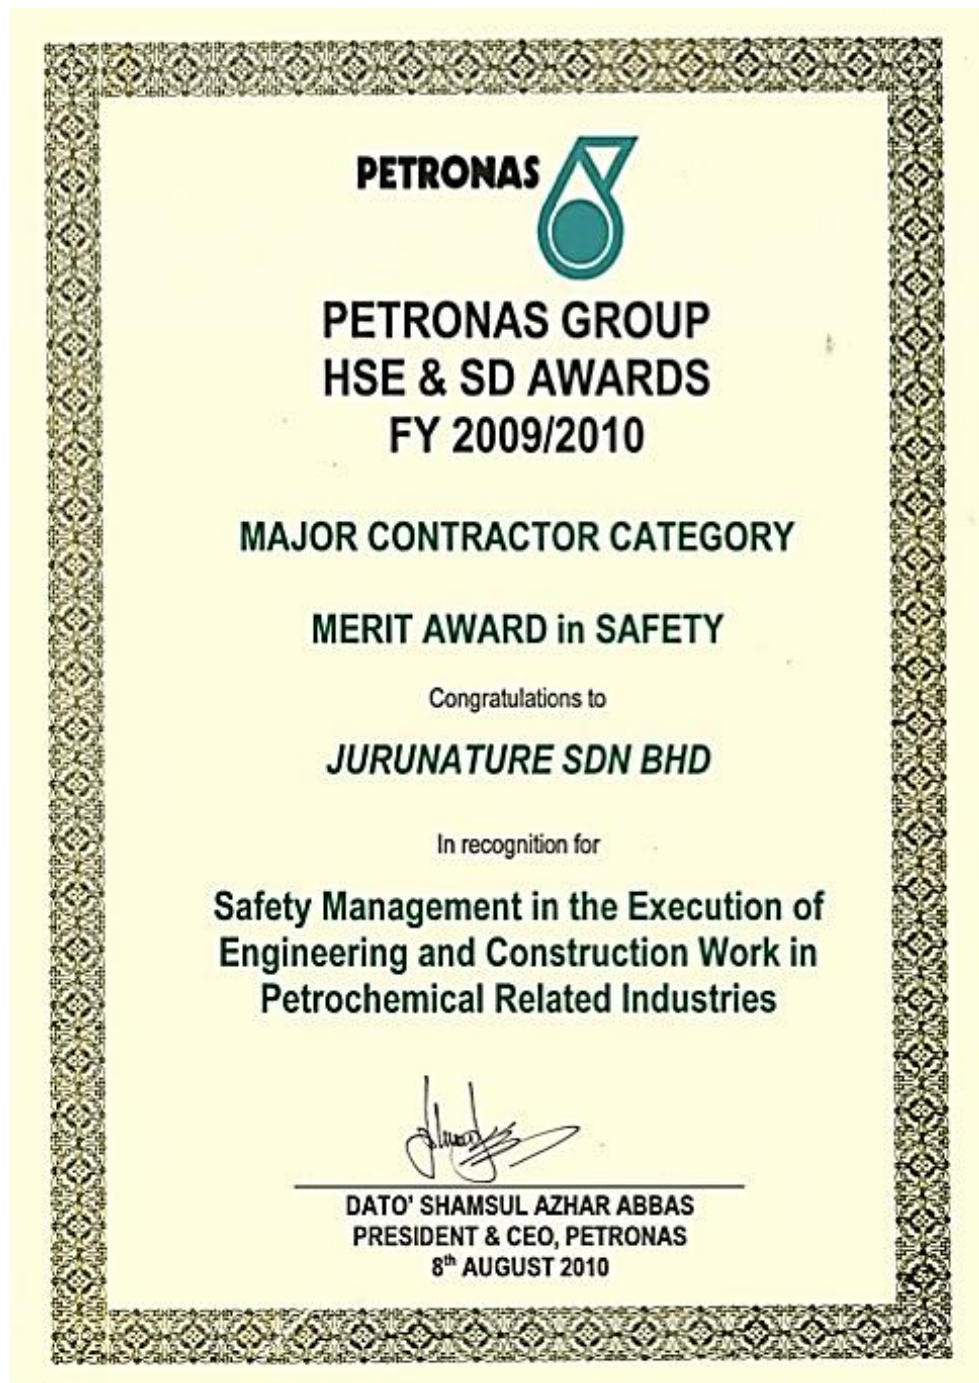 PETRONAS
PETRONAS GROUP
HSE & SD AWARDS
FY 2009/2010
MAJOR CONTRACTOR CATEGORY
MERIT AWARD in SAFETY
Congratulations to
JURUNATURE SDN BHD
In recognition for
Safety Management in the Execution of
Engineering and Construction Work in
Petrochemical Related Industries
DATO' SHAMSUL AZHAR ABBAS
PRESIDENT & CEO, PETRONAS
8th AUGUST 2010